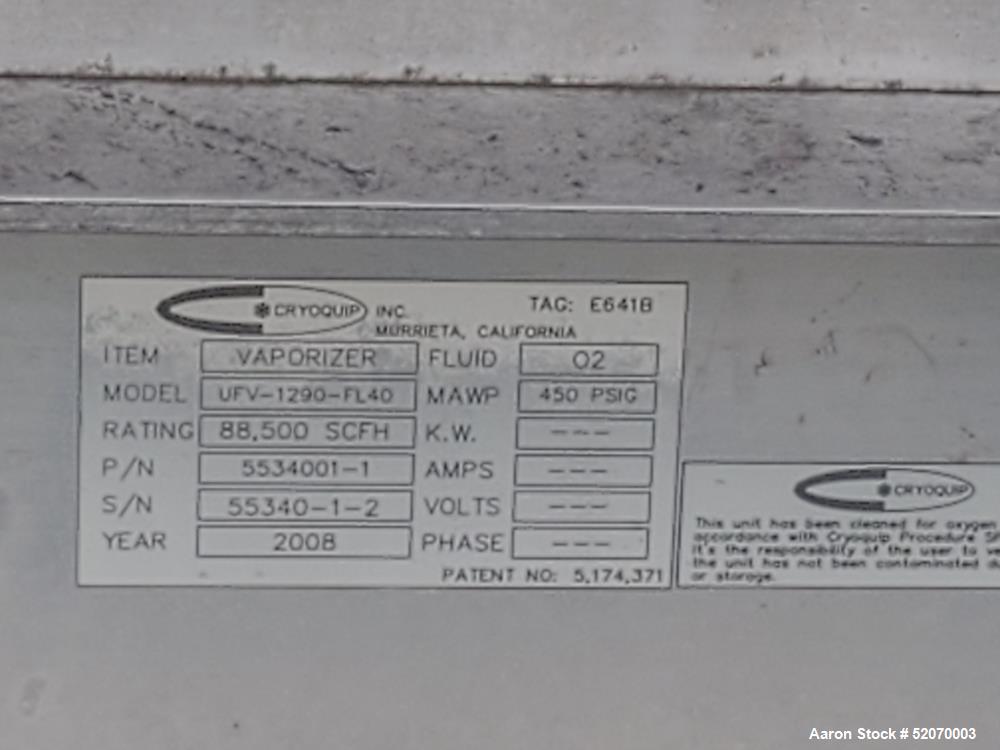 CRYOQUIP INC. TAG: E641B
MURRIETA, CALIFORNIA
ITEM VAPORIZER FLUID O2
MODEL UFV-1290-FL40 MAWP 450 PSIG
RATING 88,500 SCFH K.W. ---
P/N 5534001-1 AMPS ---
S/N 55340-1-2 VOLTS ---
YEAR 2008 PHASE ---
PATENT NO: 5,174,371
CRYOQUIP
This unit has been cleaned for oxygen
accordance with Cryoquip Procedure
It's the responsibility of the user to
the unit has not been contaminated
or storage.
Aaron Stock # 52070003